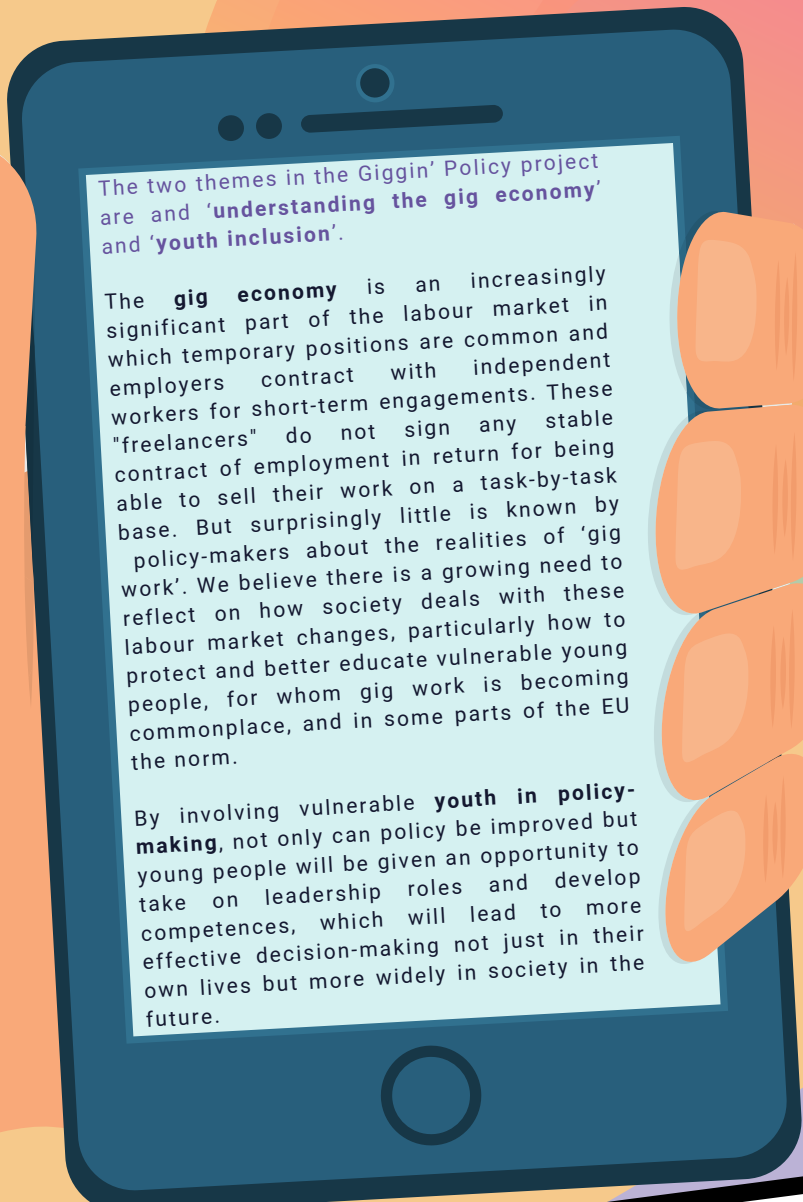 The two themes in the Giggin’ Policy project
are and ‘understanding the gig economy’
and ‘youth inclusion’.
The gig economy is an increasingly
significant part of the labour market in
which temporary positions are common and
employers contract with independent
workers for short-term engagements. These
"freelancers" do not sign any stable
contract of employment in return for being
able to sell their work on a task-by-task
base. But surprisingly little is known by
policy-makers about the realities of ‘gig
work’. We believe there is a growing need to
reflect on how society deals with these
labour market changes, particularly how to
protect and better educate vulnerable young
people, for whom gig work is becoming
commonplace, and in some parts of the EU
the norm.
By involving vulnerable youth in policy-
making, not only can policy be improved but
young people will be given an opportunity to
take on leadership roles and develop
competences, which will lead to more
effective decision-making not just in their
own lives but more widely in society in the
future.